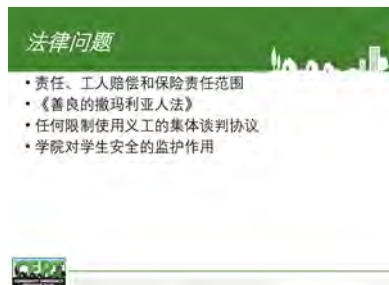 法律问题
• 责任、工人赔偿和保险责任范围
• 《善良的撒玛利亚人法》
• 任何限制使用义工的集体谈判协议
• 学院对学生安全的监护作用
CERT